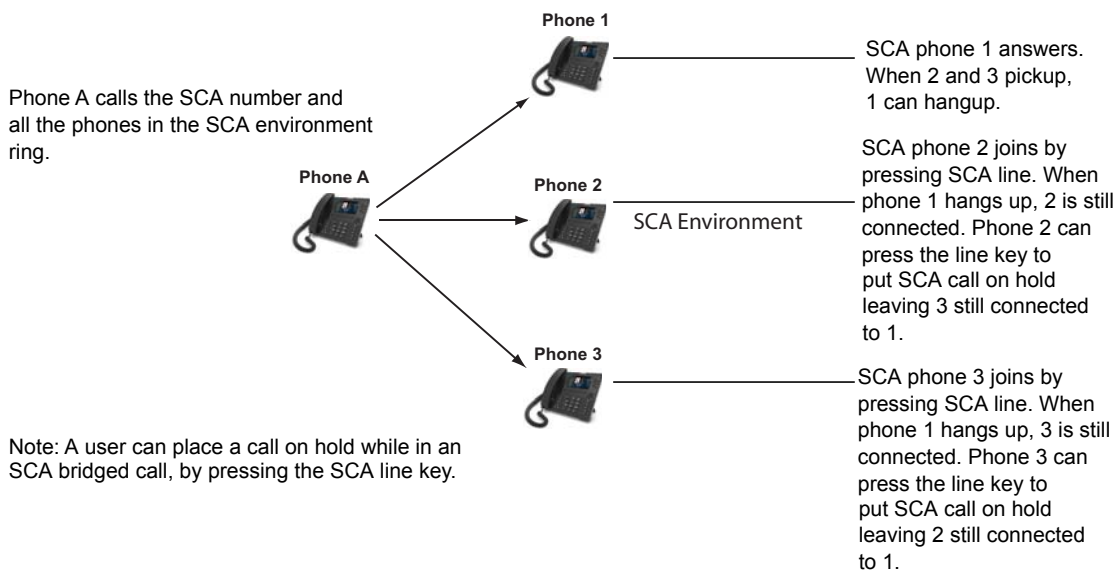 Phone 1
SCA phone 1 answers.
When 2 and 3 pickup,
1 can hangup.
Phone A calls the SCA number and
all the phones in the SCA environment
ring.
Phone A
Phone 2
SCA Environment
SCA phone 2 joins by
pressing SCA line. When
phone 1 hangs up, 2 is still
connected. Phone 2 can
press the line key to
put SCA call on hold
leaving 3 still connected
to 1.
Phone 3
SCA phone 3 joins by
pressing SCA line. When
phone 1 hangs up, 3 is still
connected. Phone 3 can
press the line key to
put SCA call on hold
leaving 2 still connected
to 1.
Note: A user can place a call on hold while in an
SCA bridged call, by pressing the SCA line key.